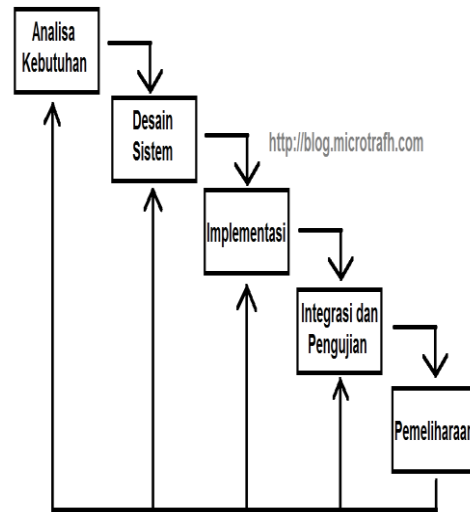 Analisa
Kebutuhan
Desain
Sistem
http://blog.microtrafh.com
Implementasi
Integrasi dan
Pengujian
Pemeliharaan